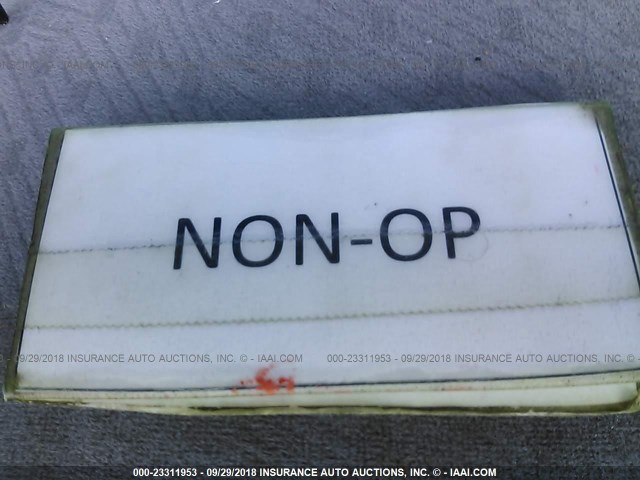 NON-OP
- 09/29/2018 INSURANCE AUTO AUCTIONS, INC. © - IAAI.COM
000-23311953 - 09/29/2018 INSURANCE AUTO AUCTIONS, INC. ©
000-23311953 - 09/29/2018 INSURANCE AUTO AUCTIONS, INC. © - IAAI.COM